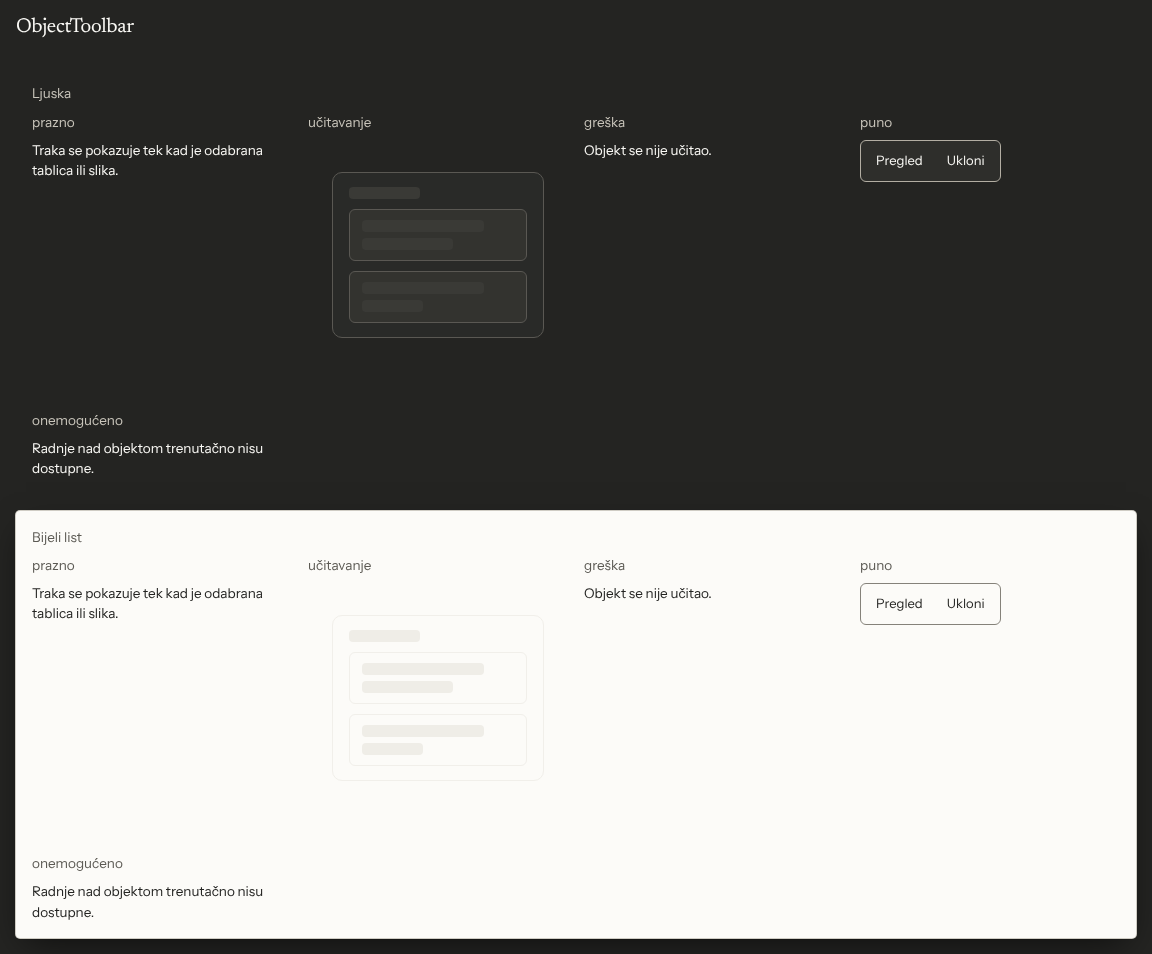 ObjectToolbar
Ljuska
prazno
učitavanje
greška
puno
Traka se pokazuje tek kad je odabrana
tablica ili slika.
Objekt se nije učitao.
Pregled
Ukloni
onemogućeno
Radnje nad objektom trenutačno nisu
dostupne.
Bijeli list
prazno
učitavanje
greška
puno
Traka se pokazuje tek kad je odabrana
tablica ili slika.
Objekt se nije učitao.
Pregled
Ukloni
onemogućeno
Radnje nad objektom trenutačno nisu
dostupne.